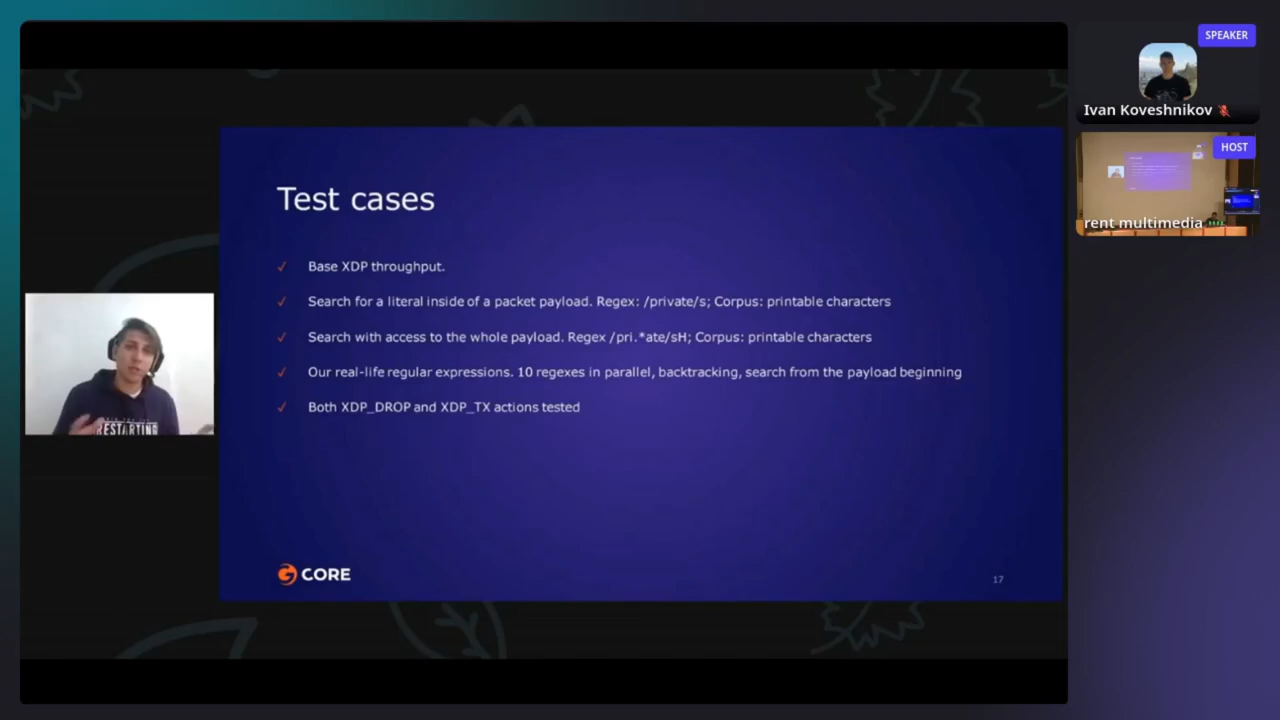 Test cases
✓ Base XDP throughput.
✓ Search for a literal inside of a packet payload. Regex: /private/s; Corpus: printable characters
✓ Search with access to the whole payload. Regex /pri.*ate/sH; Corpus: printable characters
✓ Our real-life regular expressions. 10 regexes in parallel, backtracking, search from the payload beginning
✓ Both XDP_DROP and XDP_TX actions tested
CORE
17
RESTARTING
SPEAKER
Ivan Koveshnikov
HOST
rent multimedia